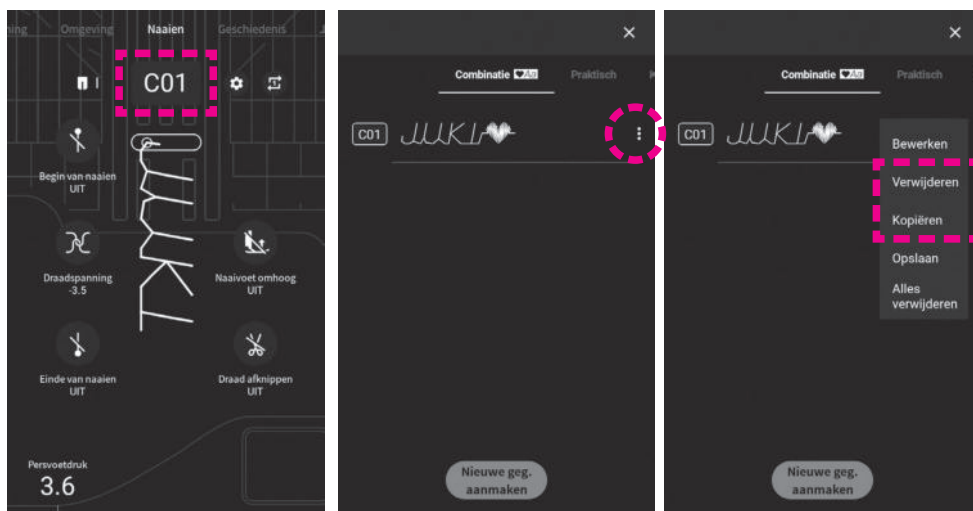 Omgeving Naaien Geschiedenis
C01
Begin van naaien
UIT
Draadspanning
-3.5
Naaivoet omhoog
UIT
Einde van naaien
UIT
Draad afknippen
UIT
Persvoetdruk
3.6
Combinatie Praktisch
C01 JUKI
Nieuwe geg.
aanmaken
Combinatie Praktisch
C01 JUKI
Bewerken
Verwijderen
Kopiëren
Opslaan
Alles
verwijderen
Nieuwe geg.
aanmaken